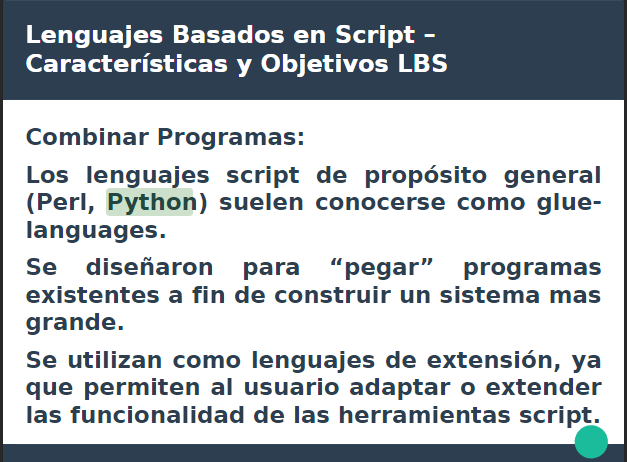 Lenguajes Basados en Script –
Características y Objetivos LBS
Combinar Programas:
Los lenguajes script de propósito general
(Perl, Python) suelen conocerse como glue-
languages.
Se diseñaron para “pegar” programas
existentes a fin de construir un sistema mas
grande.
Se utilizan como lenguajes de extensión, ya
que permiten al usuario adaptar o extender
las funcionalidad de las herramientas script.